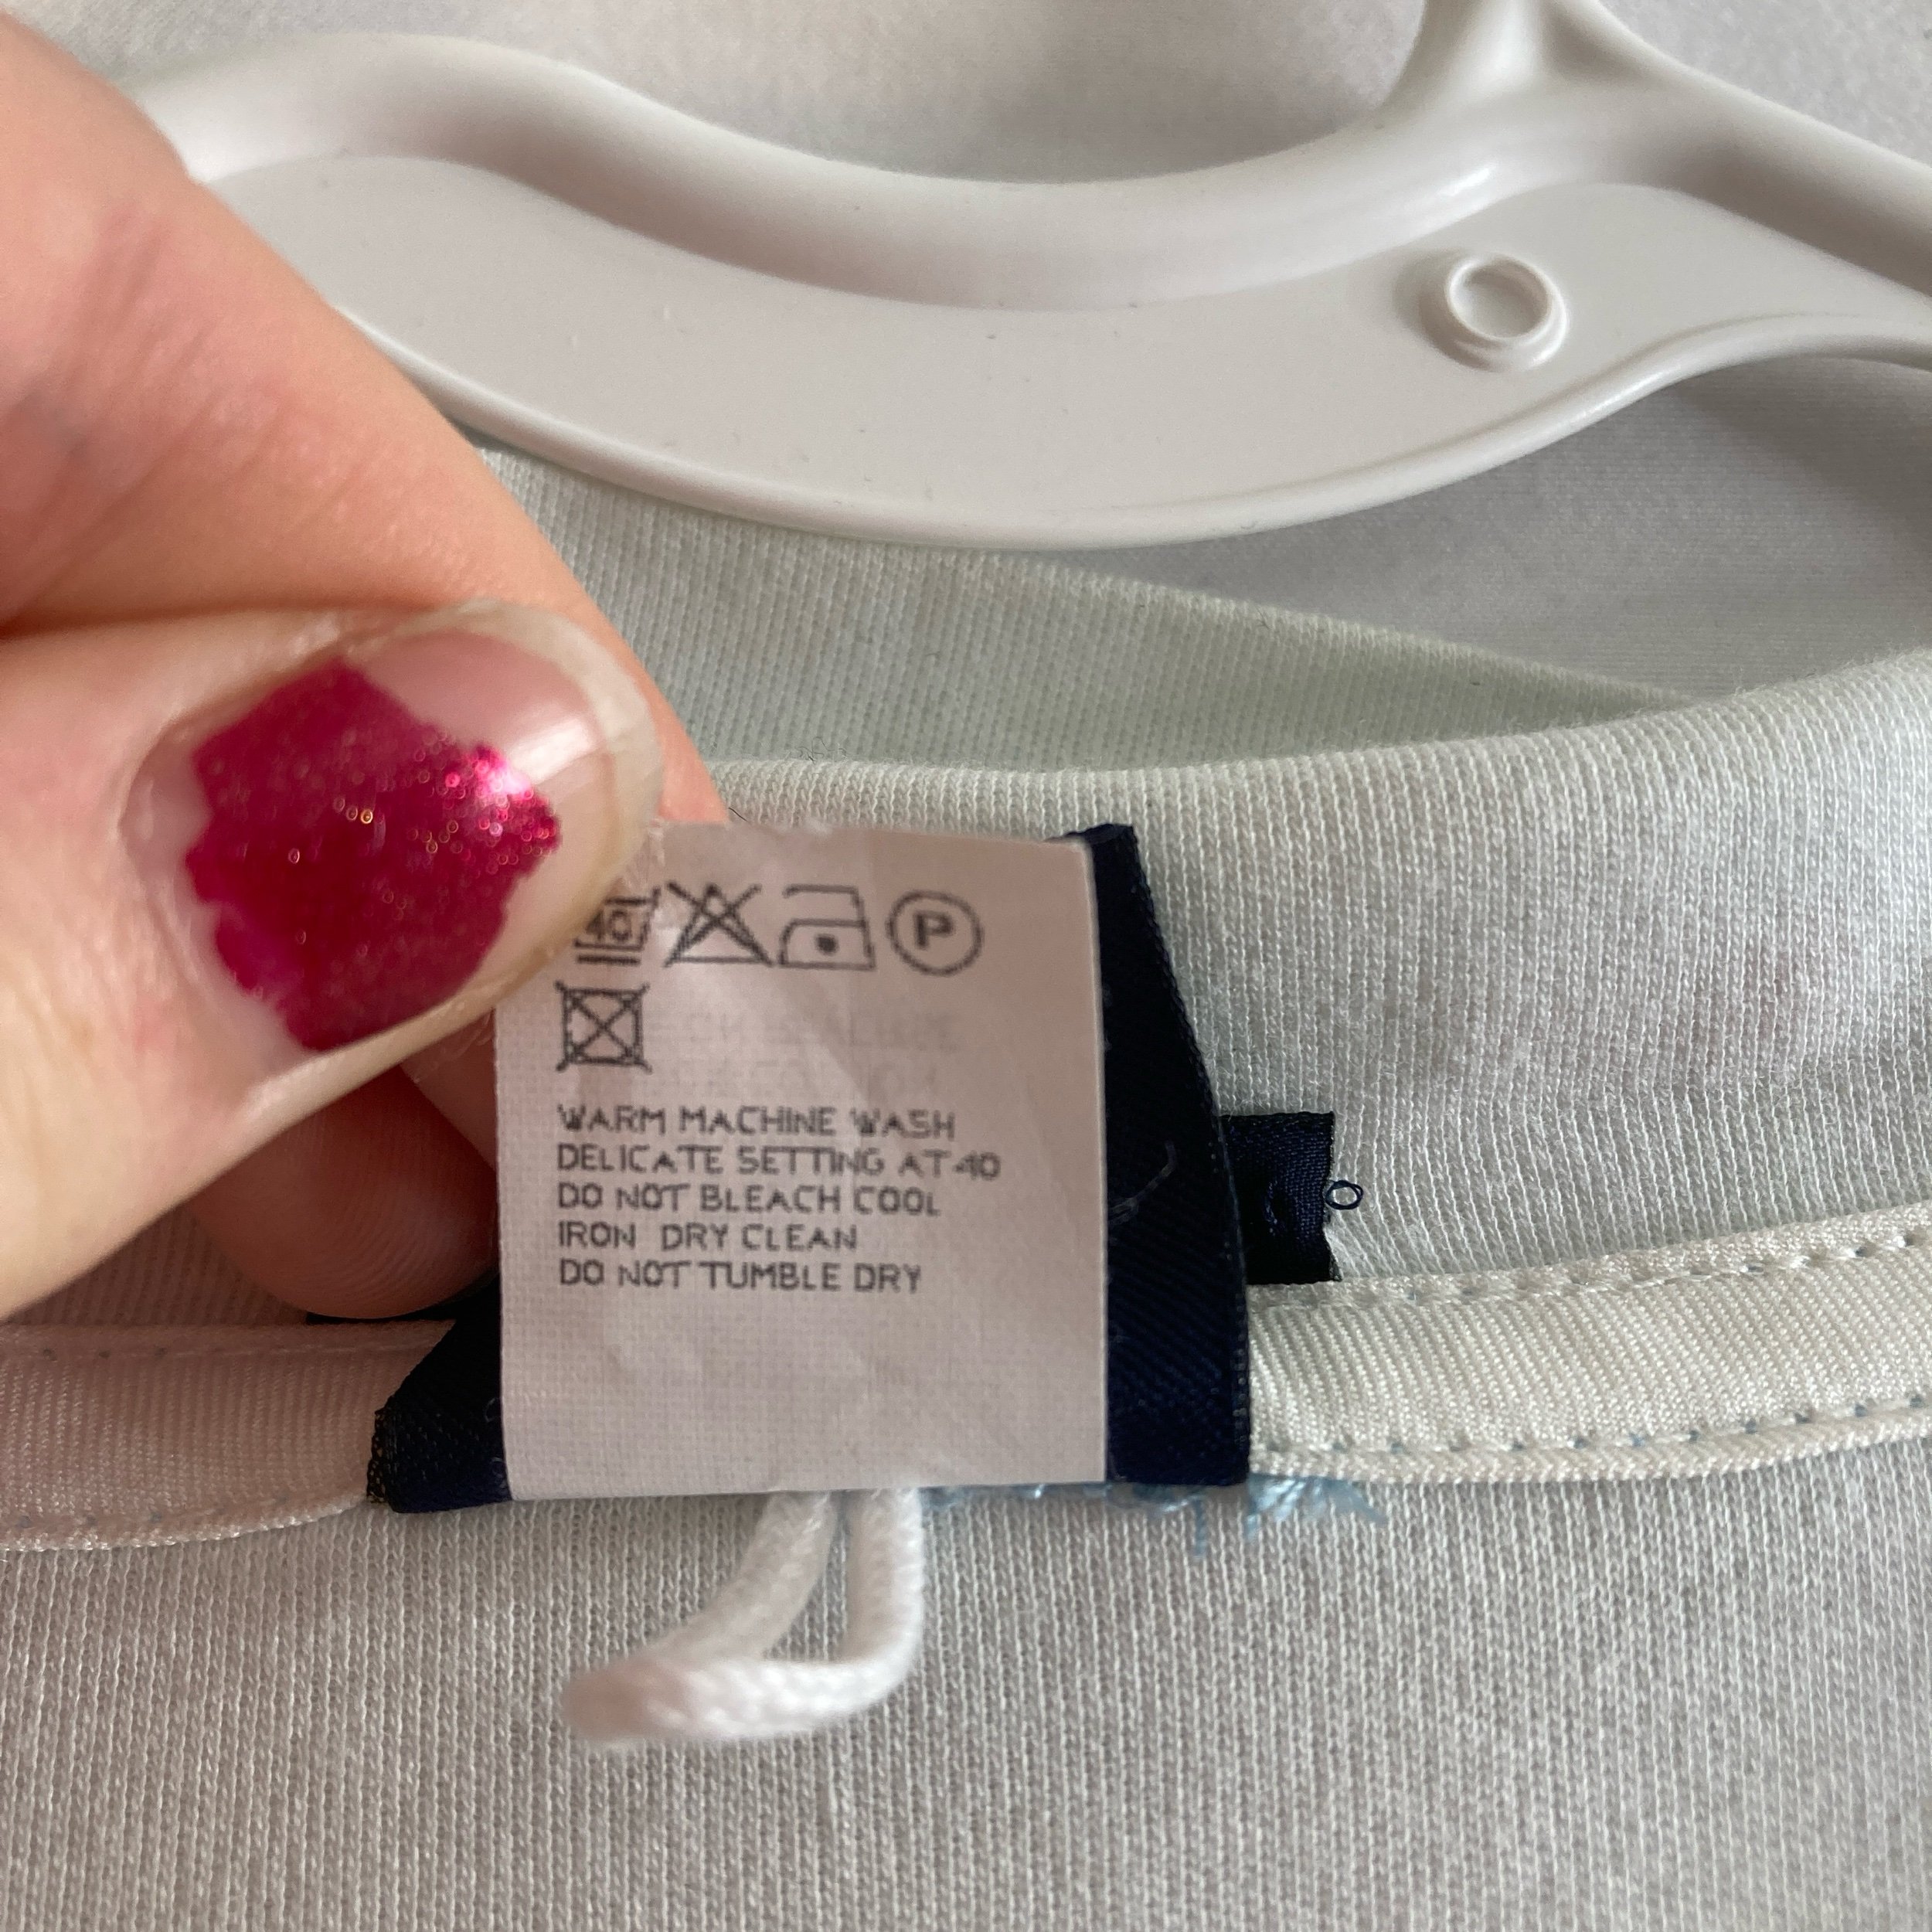 40 P
WARM MACHINE WASH
DELICATE SETTING AT 40
DO NOT BLEACH COOL
IRON DRY CLEAN
DO NOT TUMBLE DRY